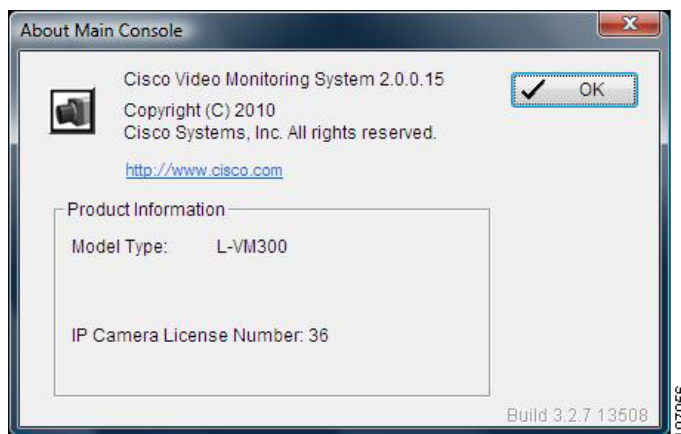 About Main Console
Cisco Video Monitoring System 2.0.0.15
OK
Copyright (C) 2010
Cisco Systems, Inc. All rights reserved.
http://www.cisco.com
Product Information
Model Type: L-VM300
IP Camera License Number: 36
Build 3.2.7 13508